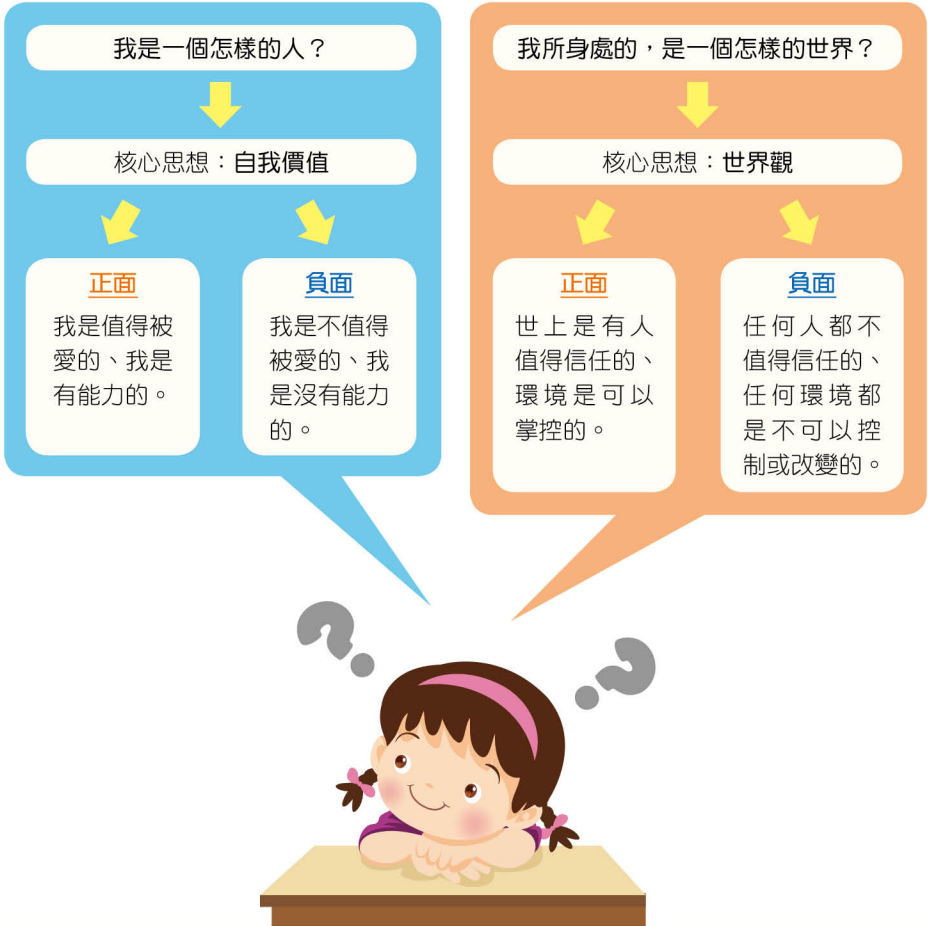 我是一個怎樣的人？
核心思想：自我價值
正面
我是值得被
愛的、我是
有能力的。
負面
我是不值得
被愛的、我
是沒有能力
的。
我所身處的，是一個怎樣的世界？
核心思想：世界觀
正面
世上是有人
值得信任的、
環境是可以
掌控的。
負面
任何人都不
值得信任的、
任何環境都
是不可以控
制或改變的。